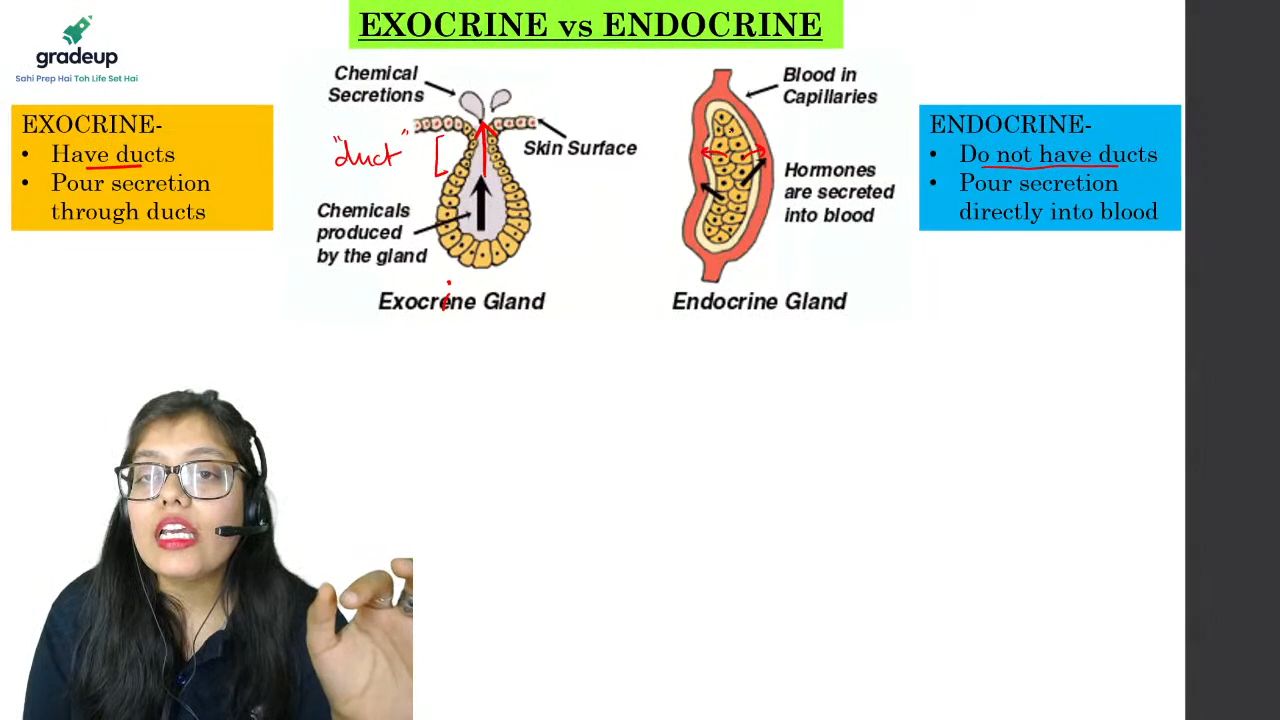 EXOCRINE vs ENDOCRINE
gradeup
Sahi Prep Hai Toh Life Set Hai
EXOCRINE-
• Have ducts
• Pour secretion
through ducts
Chemical
Secretions
"duct"
Skin Surface
Chemicals
produced
by the gland
Exocrene Gland
i
Blood in
Capillaries
Hormones
are secreted
into blood
Endocrine Gland
ENDOCRINE-
• Do not have ducts
• Pour secretion
directly into blood